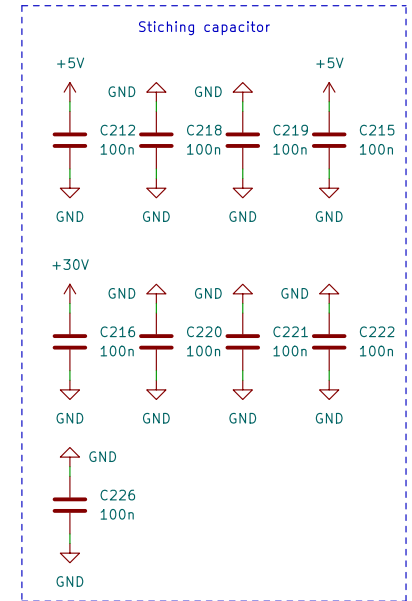 Stiching capacitor
+5V GND GND +5V
C212 C218 C219 C215
100n 100n 100n 100n
GND GND GND GND
+30V GND GND GND
C216 C220 C221 C222
100n 100n 100n 100n
GND GND GND GND
GND
C226
100n
GND